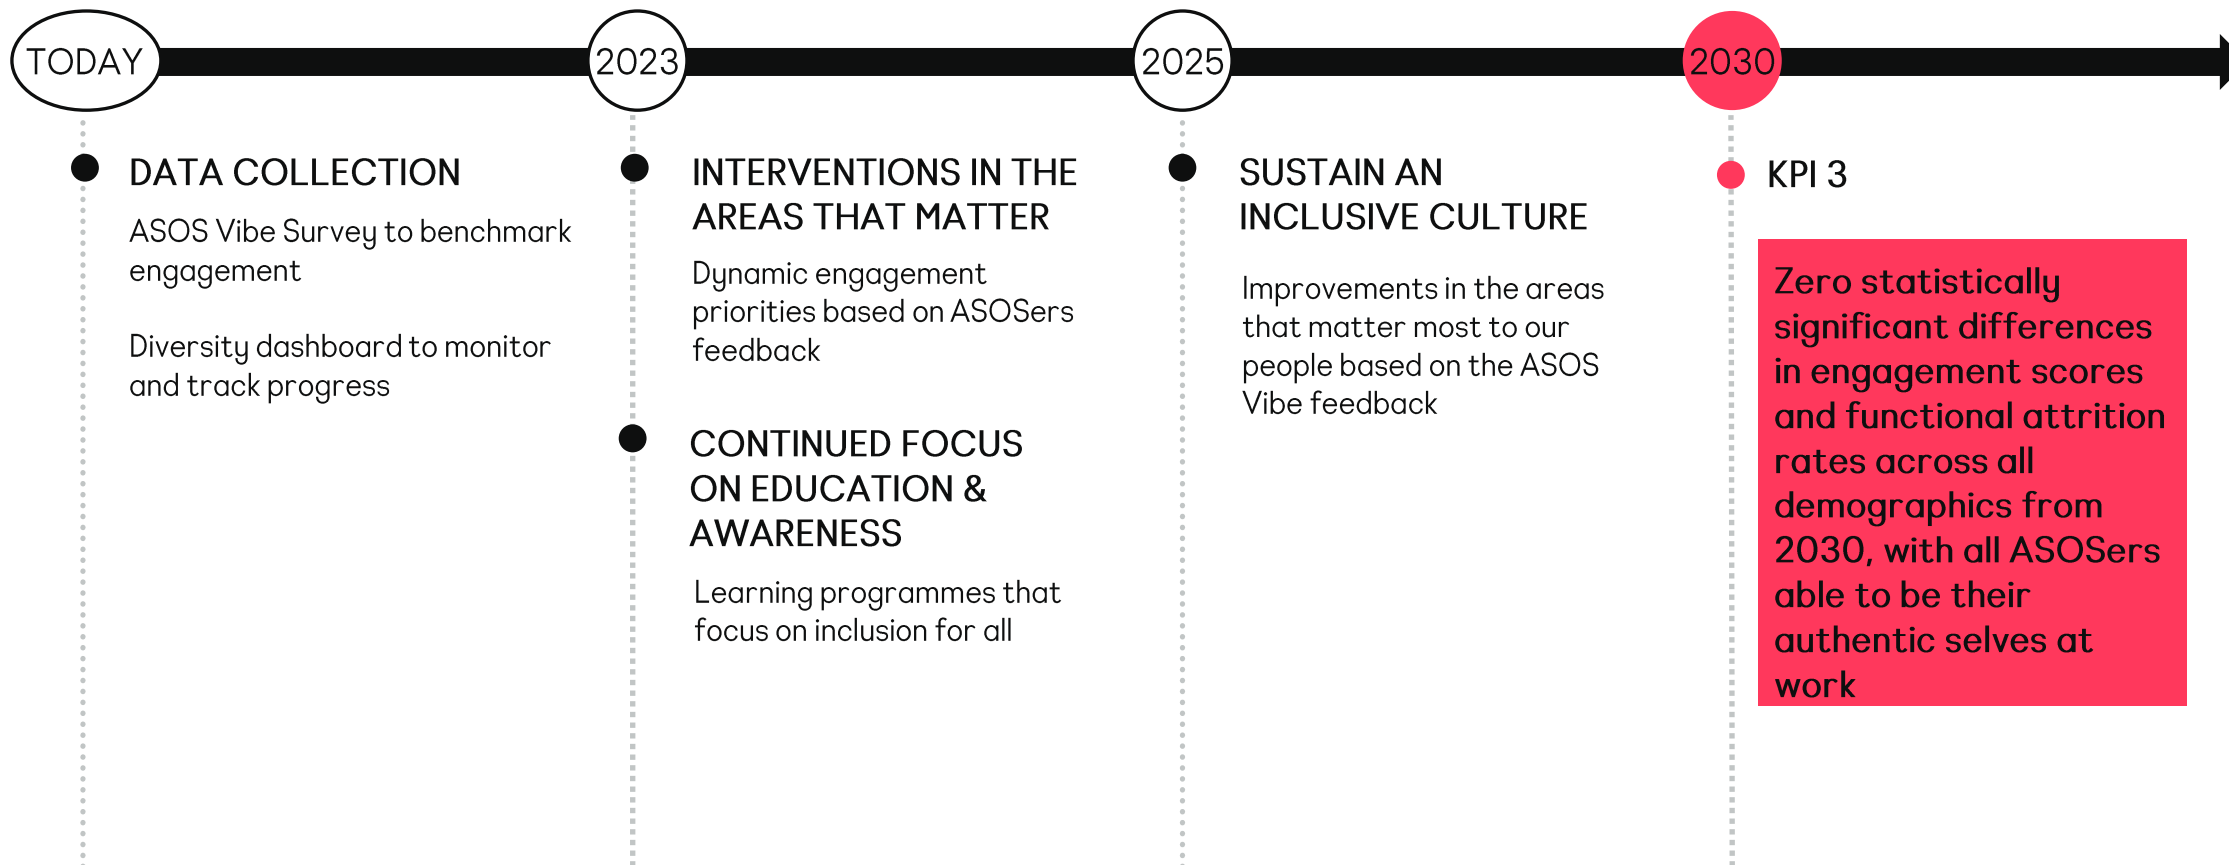 TODAY
2023
2025
2030
DATA COLLECTION
ASOS Vibe Survey to benchmark
engagement
Diversity dashboard to monitor
and track progress
INTERVENTIONS IN THE
AREAS THAT MATTER
Dynamic engagement
priorities based on ASOSers
feedback
CONTINUED FOCUS
ON EDUCATION &
AWARENESS
Learning programmes that
focus on inclusion for all
SUSTAIN AN
INCLUSIVE CULTURE
Improvements in the areas
that matter most to our
people based on the ASOS
Vibe feedback
KPI 3
Zero statistically
significant differences
in engagement scores
and functional attrition
rates across all
demographics from
2030, with all ASOSers
able to be their
authentic selves at
work